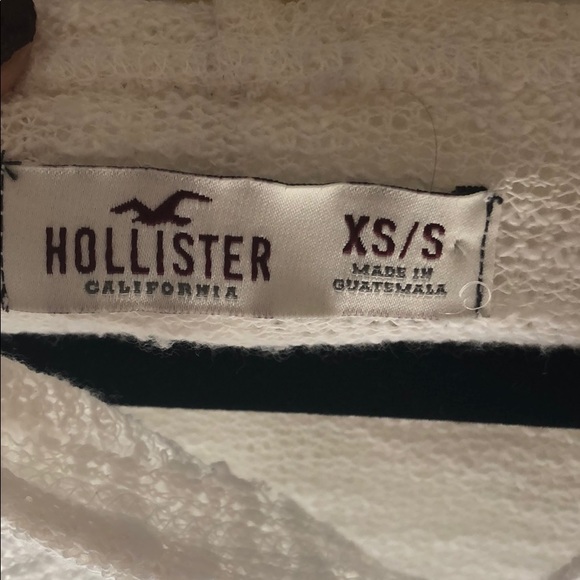 HOLLISTER
CALIFORNIA
XS/S
MADE IN
GUATEMALA